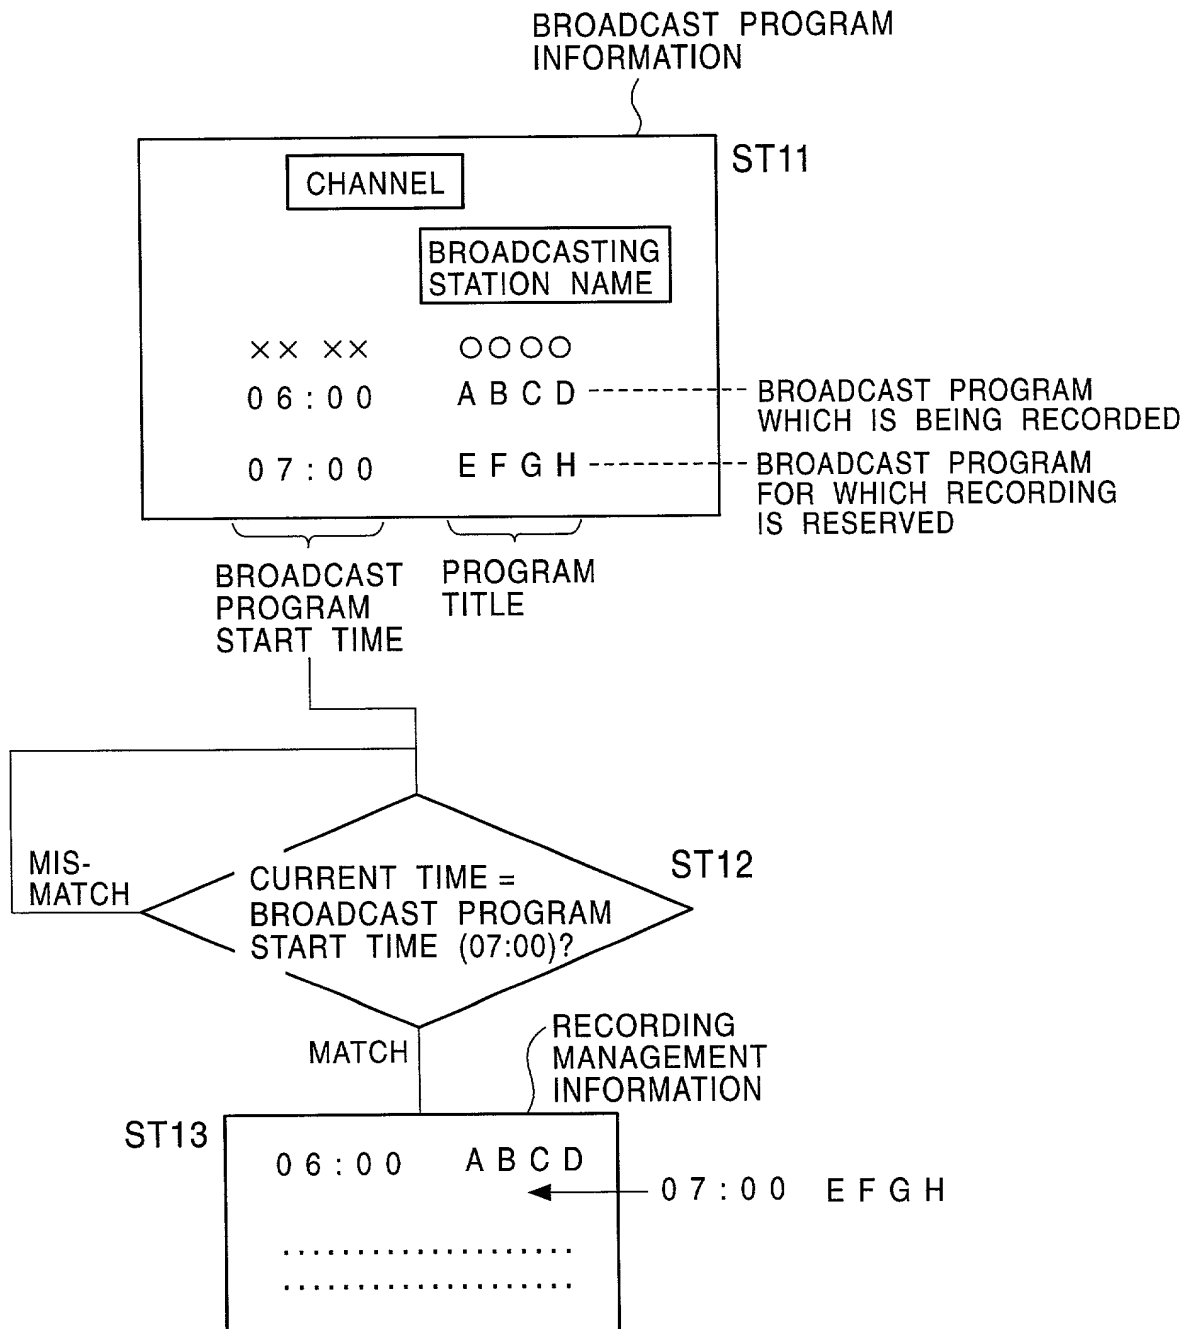 BROADCAST PROGRAM
INFORMATION
ST11
CHANNEL
BROADCASTING
STATION NAME
×× ××  ○○○○
06:00  ABCD
BROADCAST PROGRAM
WHICH IS BEING RECORDED
07:00  EFGH
BROADCAST PROGRAM
FOR WHICH RECORDING
IS RESERVED
BROADCAST
PROGRAM
START TIME
PROGRAM
TITLE
MIS-
MATCH
CURRENT TIME =
BROADCAST PROGRAM
START TIME (07:00)?
ST12
MATCH
RECORDING
MANAGEMENT
INFORMATION
ST13
06:00  ABCD
07:00  EFGH
....................
....................